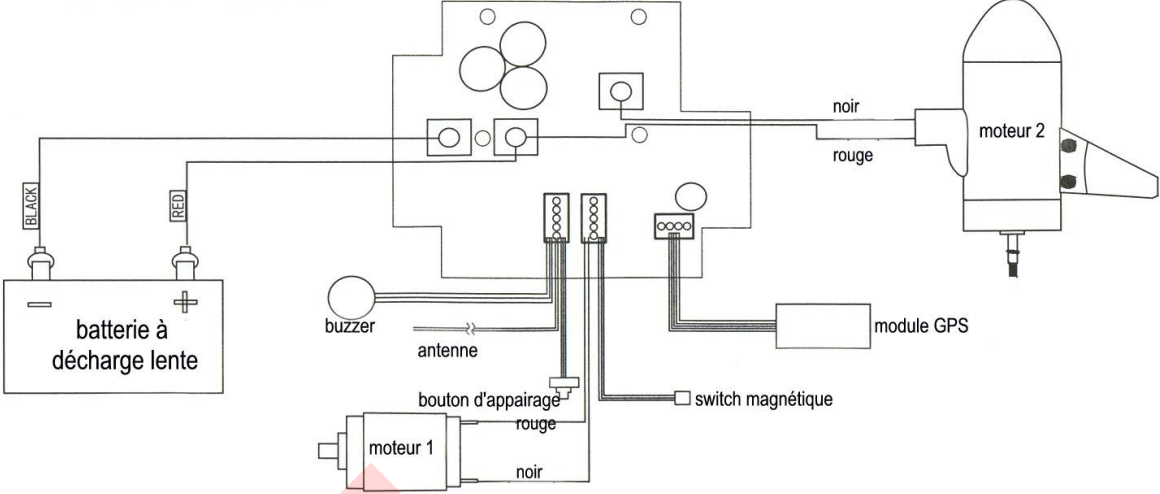 noir
moteur 2
rouge
BLACK
RED
batterie à
décharge lente
buzzer
module GPS
antenne
bouton d'appairage
switch magnétique
rouge
moteur 1
noir